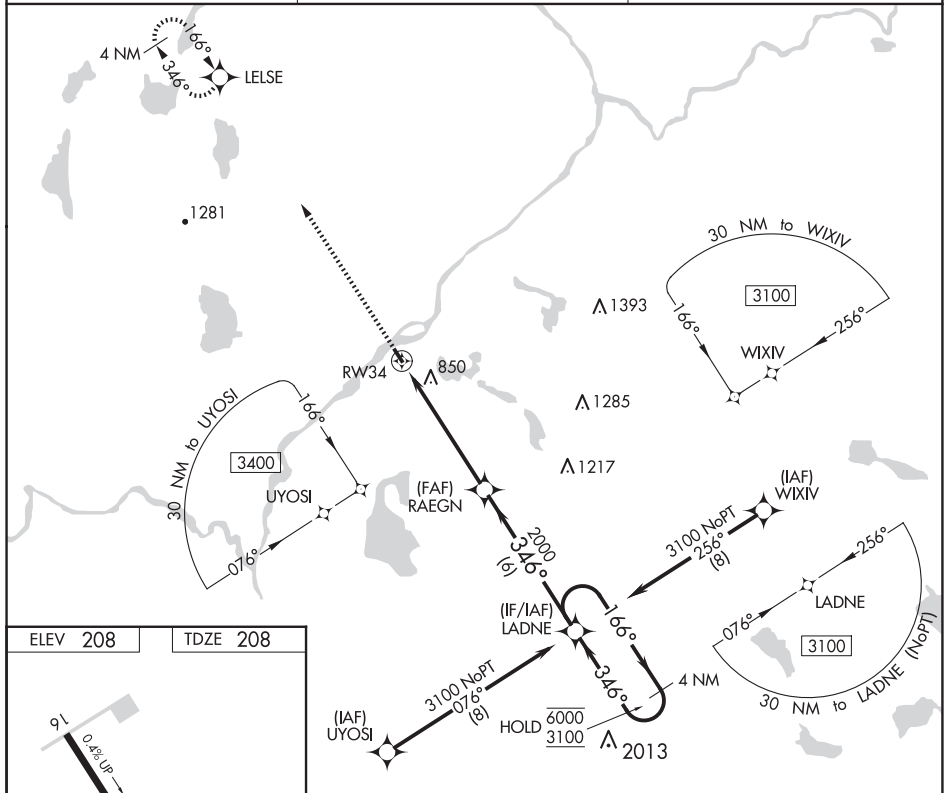 4 NM
166°
346°
LELSE
1281
30 NM to WIXIV
3100
166°
256°
WIXIV
1393
RW34
850
1285
1217
30 NM to UYOSI
166°
3400
UYOSI
076°
(FAF)
RAEGN
2000
346°
(6)
(IAF)
WIXIV
3100 NoPT
256°
(8)
(IF/IAF)
LADNE
166°
346°
4 NM
HOLD 6000
3100
2013
256°
076°
LADNE
3100
30 NM to LADNE (NoPT)
3100 NoPT
076°
(8)
(IAF)
UYOSI
ELEV 208
TDZE 208
16
0.4% UP